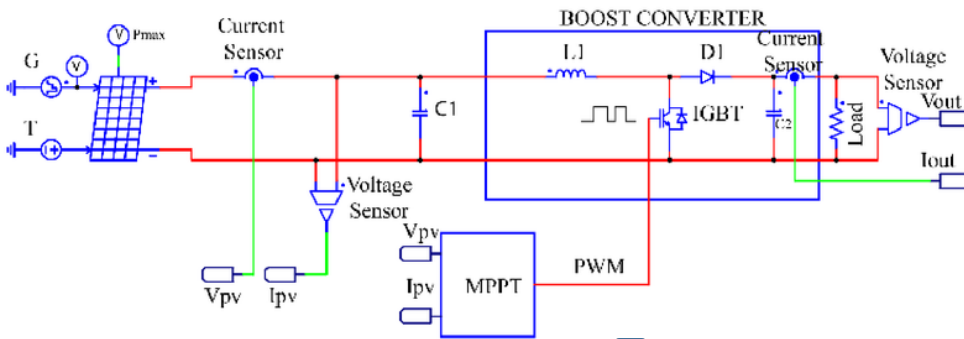 BOOST CONVERTER
Current
Sensor
V
Pmax
V
G
T
+
−
C1
L1
D1
Current
Sensor
IGBT
C2
Load
Voltage
Sensor
Vout
Iout
Voltage
Sensor
Vpv
Ipv
Vpv
Ipv
MPPT
PWM